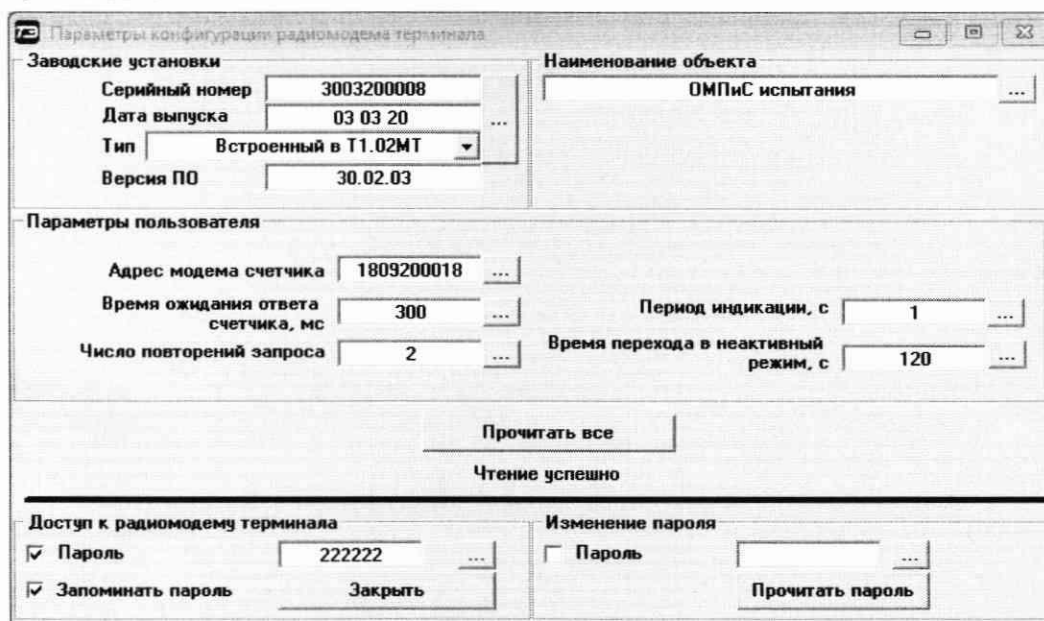 Параметры конфигурации радиомодема терминала
Заводские установки
Серийный номер 3003200008
Дата выпуска 03 03 20
...
Тип Встроенный в Т1.02МТ
Версия ПО 30.02.03
Наименование объекта
ОМПиС испытания ...
Параметры пользователя
Адрес модема счетчика 1809200018 ...
Время ожидания ответа
счетчика, мс 300 ...
Число повторений запроса 2 ...
Период индикации, с 1 ...
Время перехода в неактивный
режим, с 120 ...
Прочитать все
Чтение успешно
Доступ к радиомодему терминала
Пароль 222222 ...
Запоминать пароль Закрыть
Изменение пароля
Пароль ...
Прочитать пароль